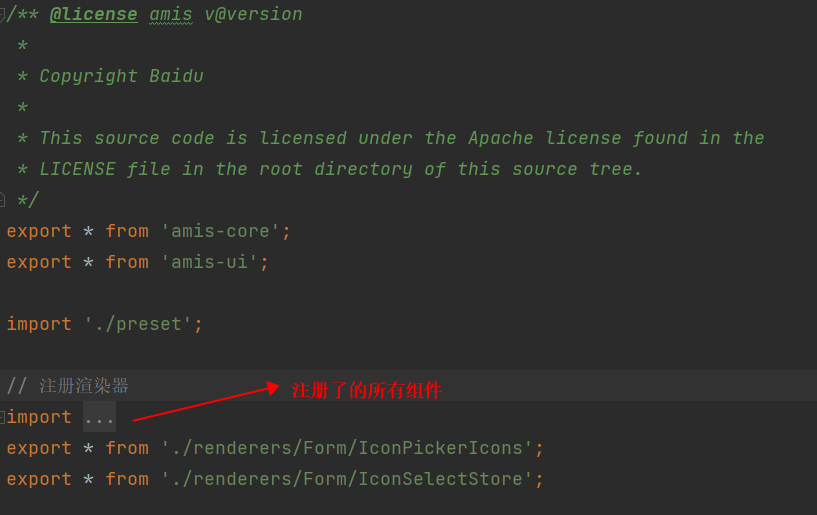 /** @license amis v@version
 *
 * Copyright Baidu
 *
 * This source code is licensed under the Apache license found in the
 * LICENSE file in the root directory of this source tree.
 */
export * from 'amis-core';
export * from 'amis-ui';
import './preset';
// 注册渲染器
注册了的所有组件
import ...
export * from './renderers/Form/IconPickerIcons';
export * from './renderers/Form/IconSelectStore';